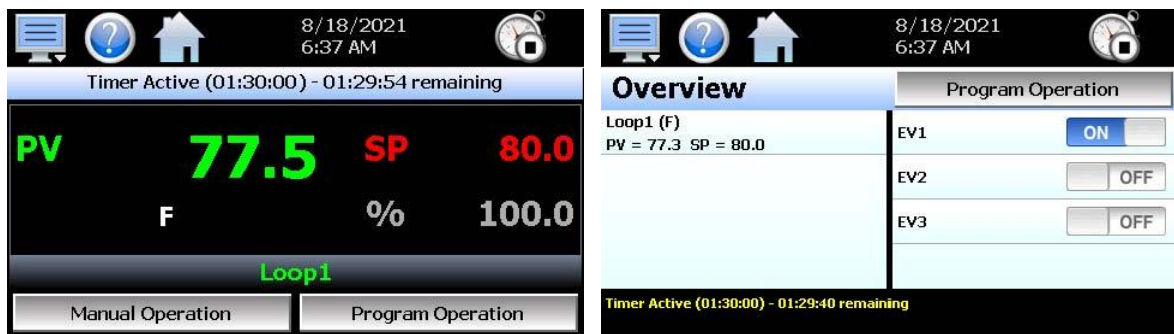 8/18/2021
6:37 AM
Timer Active (01:30:00) - 01:29:54 remaining
PV 77.5 SP 80.0
F % 100.0
Loop1
Manual Operation Program Operation
8/18/2021
6:37 AM
Overview Program Operation
Loop1 (F)
PV = 77.3 SP = 80.0
EV1 ON
EV2 OFF
EV3 OFF
Timer Active (01:30:00) - 01:29:40 remaining